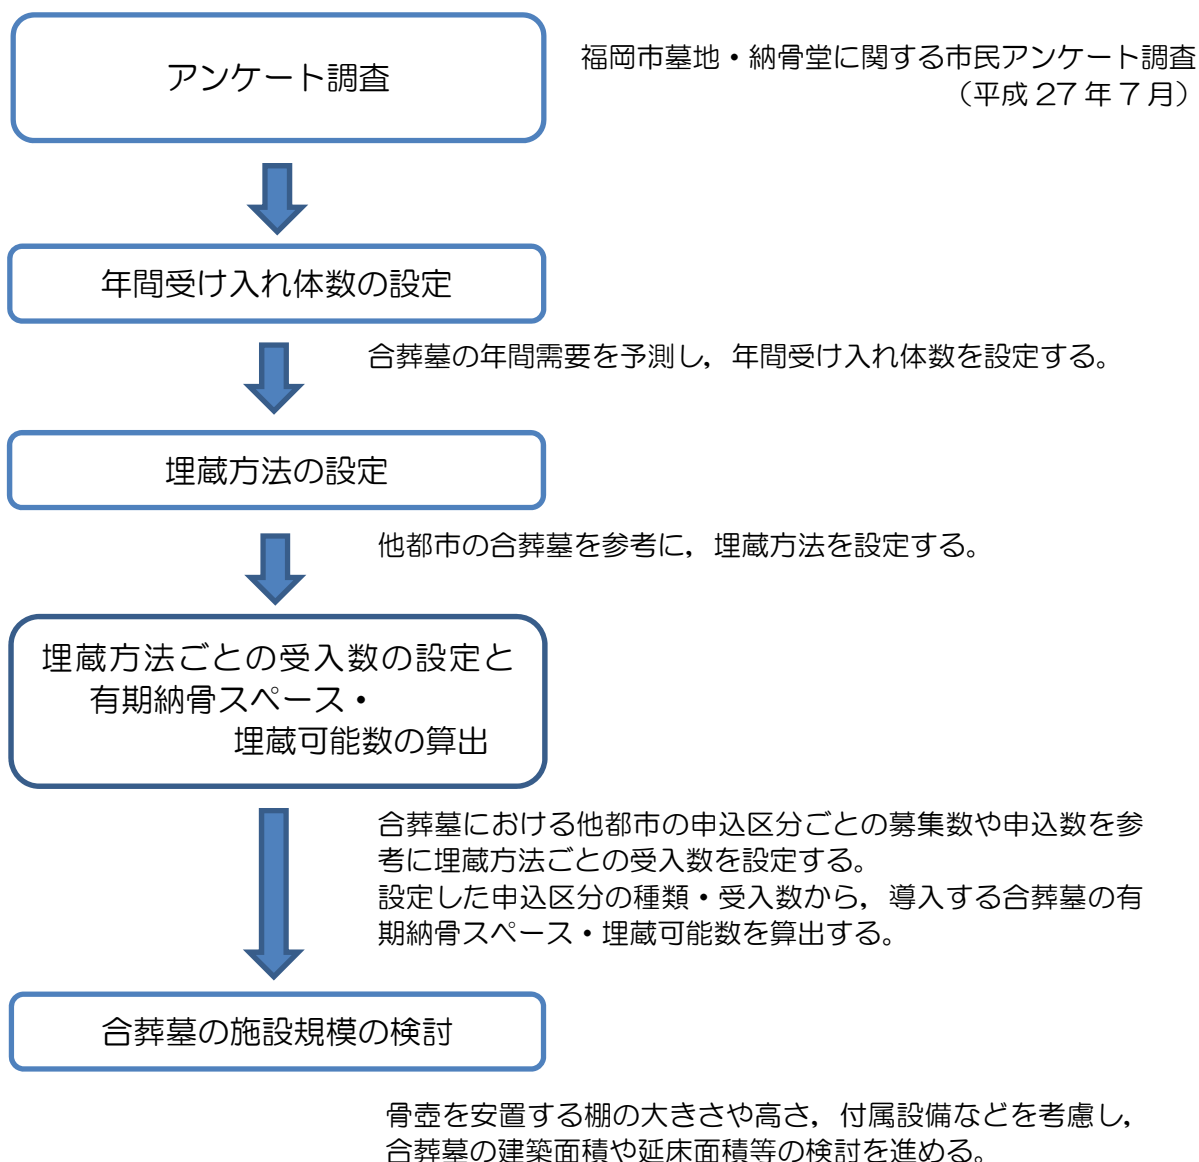 アンケート調査
福岡市墓地・納骨堂に関する市民アンケート調査
（平成 27 年 7 月）
年間受け入れ体数の設定
合葬墓の年間需要を予測し，年間受け入れ体数を設定する。
埋蔵方法の設定
他都市の合葬墓を参考に，埋蔵方法を設定する。
埋蔵方法ごとの受入数の設定と
有期納骨スペース・
埋蔵可能数の算出
合葬墓における他都市の申込区分ごとの募集数や申込数を参
考に埋蔵方法ごとの受入数を設定する。
設定した申込区分の種類・受入数から，導入する合葬墓の有
期納骨スペース・埋蔵可能数を算出する。
合葬墓の施設規模の検討
骨壺を安置する棚の大きさや高さ，付属設備などを考慮し，
合葬墓の建築面積や延床面積等の検討を進める。